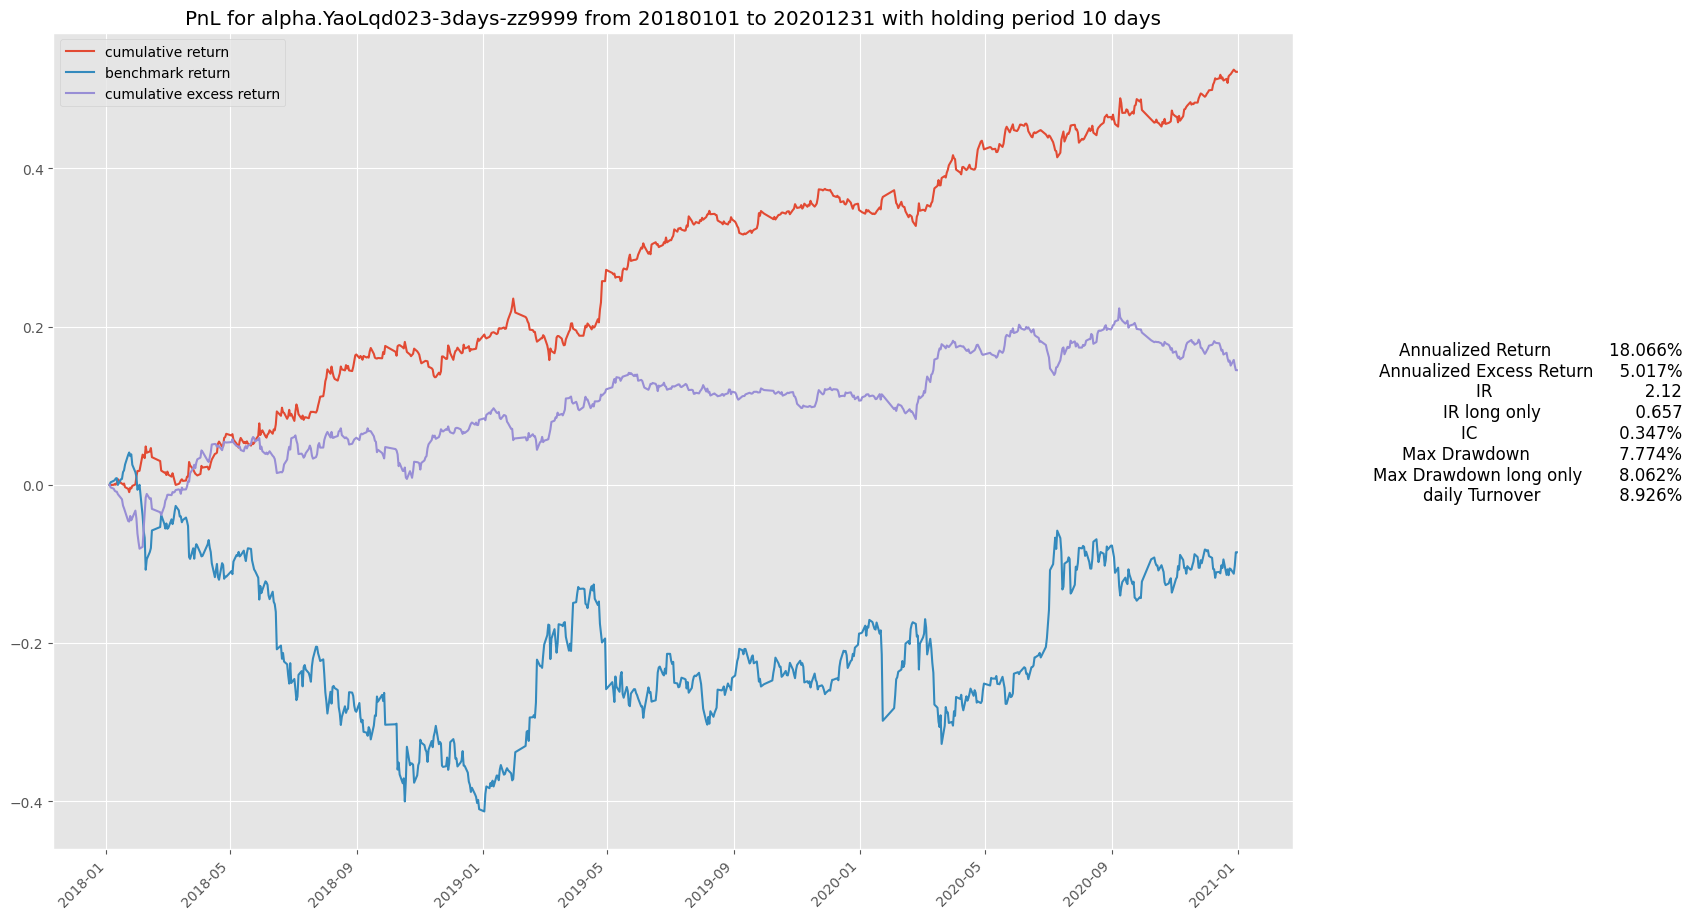 PnL for alpha.YaoLqd023-3days-zz9999 from 20180101 to 20201231 with holding period 10 days
cumulative return
benchmark return
cumulative excess return
0.4
0.2
0.0
−0.2
−0.4
2018-01
2018-05
2018-09
2019-01
2019-05
2019-09
2020-01
2020-05
2020-09
2021-01
Annualized Return 18.066%
Annualized Excess Return 5.017%
IR 2.12
IR long only 0.657
IC 0.347%
Max Drawdown 7.774%
Max Drawdown long only 8.062%
daily Turnover 8.926%